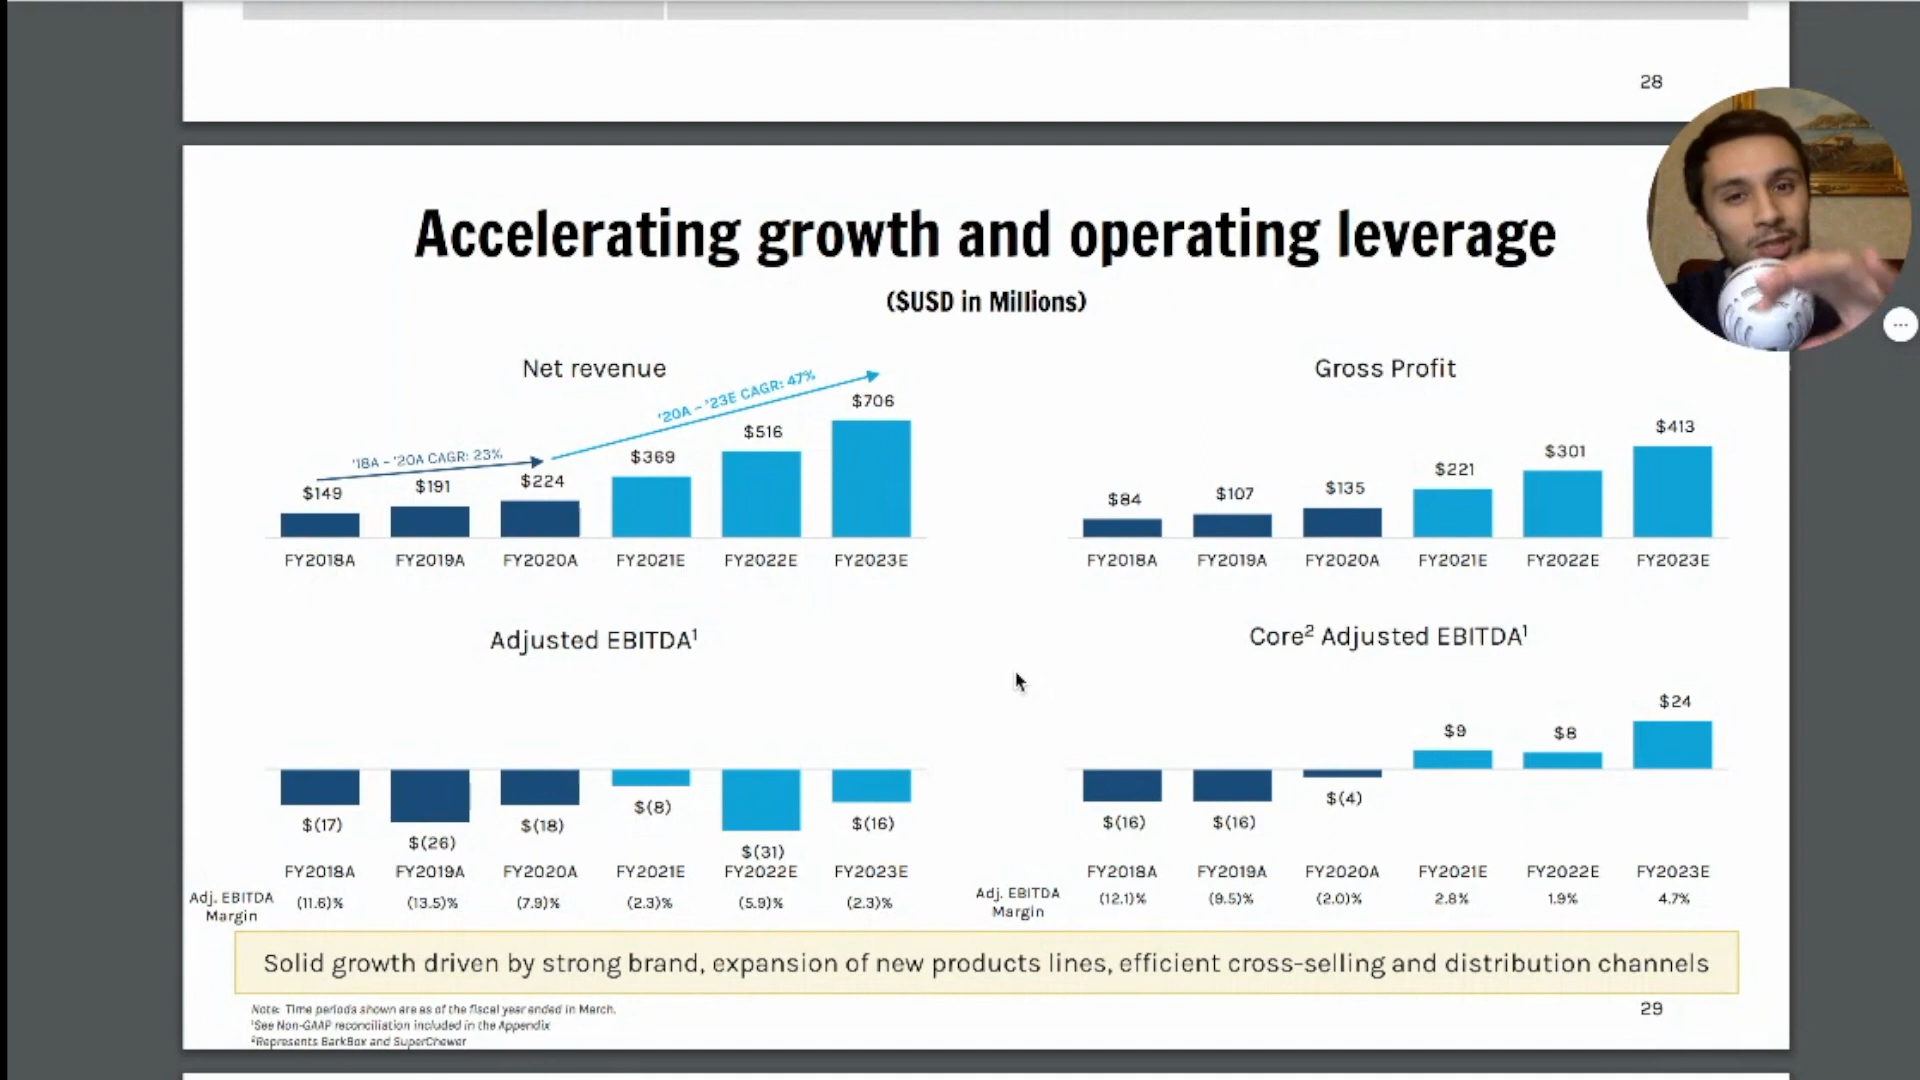 28
Accelerating growth and operating leverage
($USD in Millions)
Net revenue
'18A - '20A CAGR: 23%
'20A - '23E CAGR: 47%
$149 $191 $224 $369 $516 $706
FY2018A FY2019A FY2020A FY2021E FY2022E FY2023E
Gross Profit
$84 $107 $135 $221 $301 $413
FY2018A FY2019A FY2020A FY2021E FY2022E FY2023E
Adjusted EBITDA¹
$(17) $(26) $(18) $(8) $(31) $(16)
FY2018A FY2019A FY2020A FY2021E FY2022E FY2023E
Adj. EBITDA
Margin
(11.6)% (13.5)% (7.9)% (2.3)% (5.9)% (2.3)%
Core² Adjusted EBITDA¹
$(16) $(16) $(4) $9 $8 $24
FY2018A FY2019A FY2020A FY2021E FY2022E FY2023E
Adj. EBITDA
Margin
(12.1)% (9.5)% (2.0)% 2.8% 1.9% 4.7%
Solid growth driven by strong brand, expansion of new products lines, efficient cross-selling and distribution channels
Note: Time periods shown are as of the fiscal year ended in March.
¹See Non-GAAP reconciliation included in the Appendix
²Represents BarkBox and SuperChewer
29